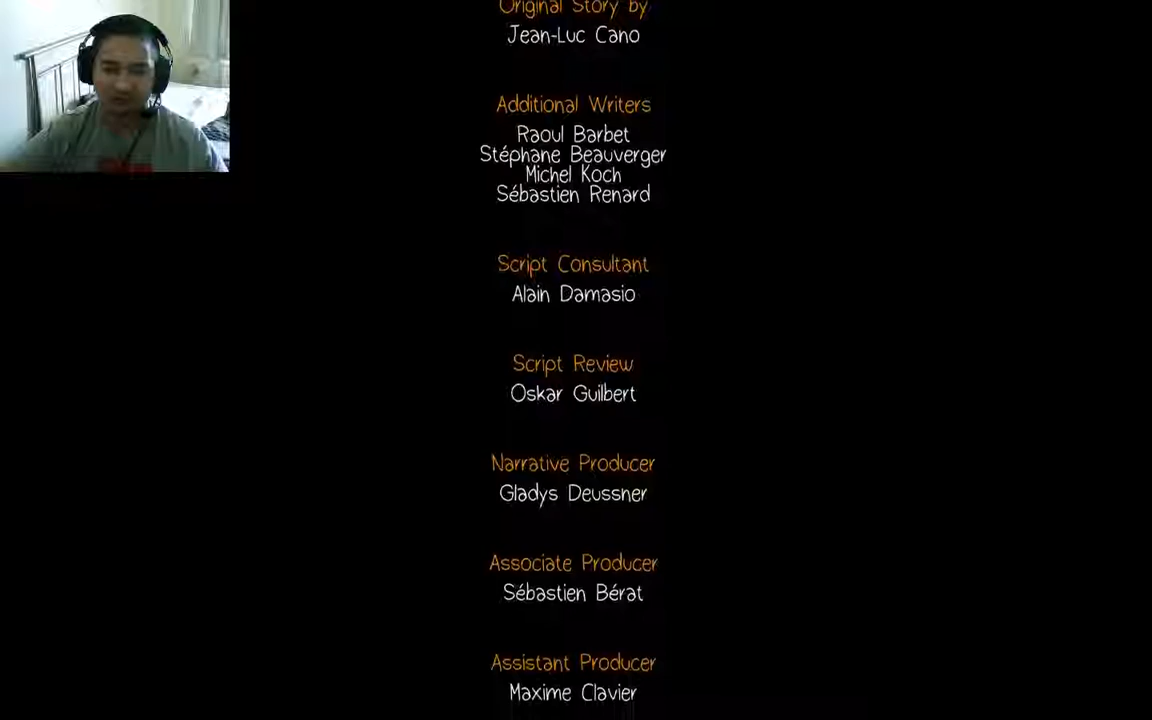 Original Story by
Jean-Luc Cano
Additional Writers
Raoul Barbet
Stéphane Beauverger
Michel Koch
Sébastien Renard
Script Consultant
Alain Damasio
Script Review
Oskar Guilbert
Narrative Producer
Gladys Deussner
Associate Producer
Sébastien Bérat
Assistant Producer
Maxime Clavier